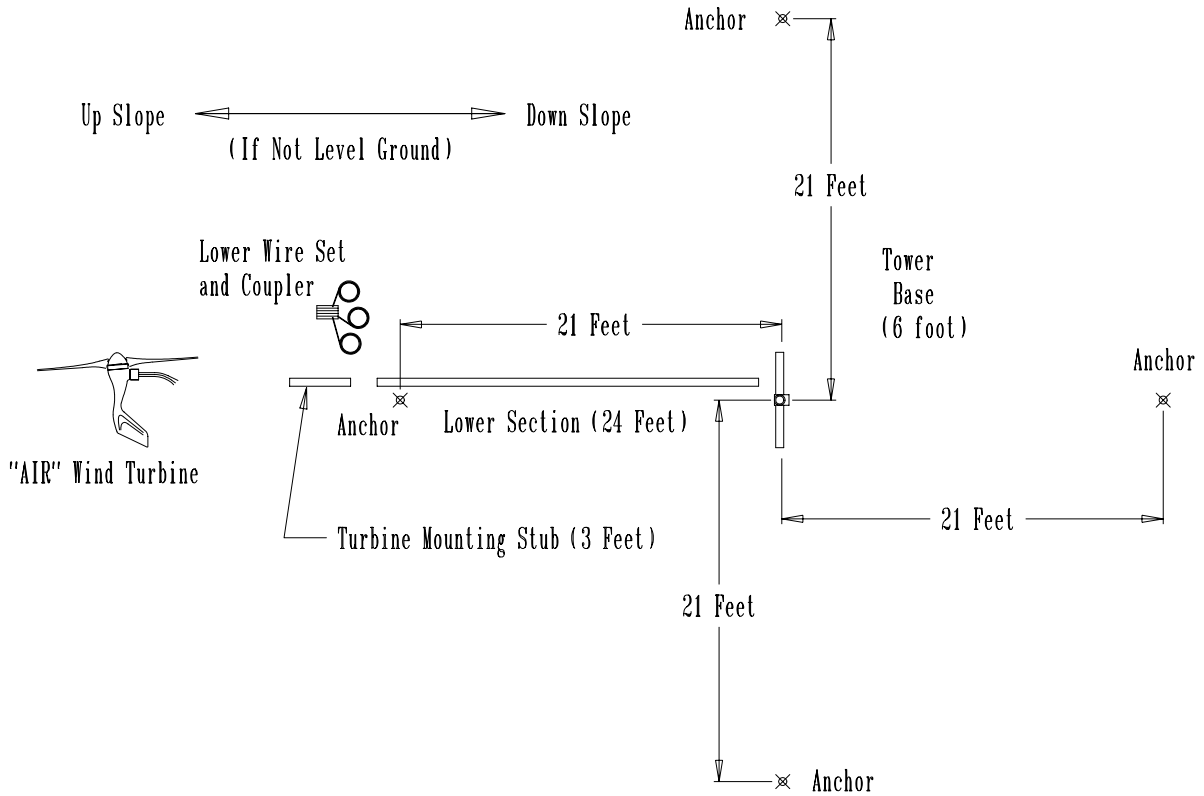 Anchor
Up Slope
Down Slope
(If Not Level Ground)
21 Feet
Lower Wire Set
and Coupler
Tower
Base
(6 foot)
21 Feet
Anchor
Anchor
Lower Section (24 Feet)
"AIR" Wind Turbine
21 Feet
Turbine Mounting Stub (3 Feet)
21 Feet
Anchor